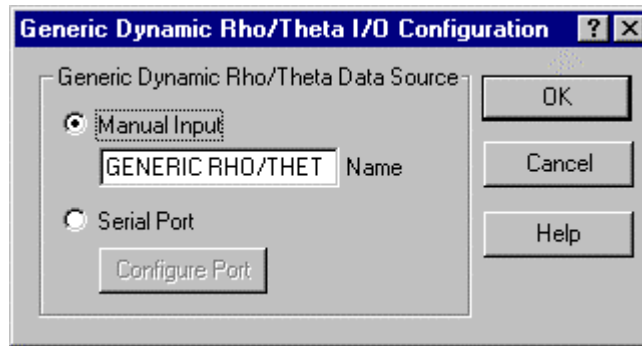 Generic Dynamic Rho/Theta I/O Configuration ? ×
Generic Dynamic Rho/Theta Data Source
Manual Input
GENERIC RHO/THET Name
Serial Port
Configure Port
OK
Cancel
Help